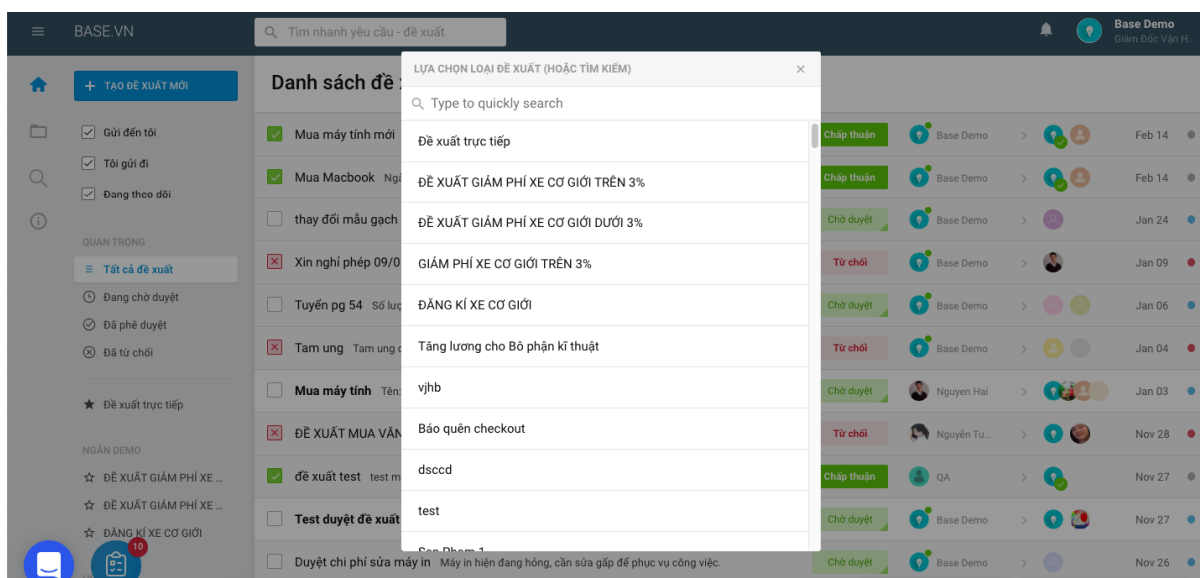 BASE.VN
Tìm nhanh yêu cầu - đề xuất
Base Demo
Giám Đốc Vận H..
+ TẠO ĐỀ XUẤT MỚI
Gửi đến tôi
Tôi gửi đi
Đang theo dõi
QUAN TRỌNG
Tất cả đề xuất
Đang chờ duyệt
Đã phê duyệt
Đã từ chối
Đề xuất trực tiếp
NGÂN DEMO
ĐỀ XUẤT GIẢM PHÍ XE ...
ĐỀ XUẤT GIẢM PHÍ XE ...
ĐĂNG KÍ XE CƠ GIỚI
10
Danh sách đề
LỰA CHỌN LOẠI ĐỀ XUẤT (HOẶC TÌM KIẾM)
Type to quickly search
Đề xuất trực tiếp
ĐỀ XUẤT GIẢM PHÍ XE CƠ GIỚI TRÊN 3%
ĐỀ XUẤT GIẢM PHÍ XE CƠ GIỚI DƯỚI 3%
GIẢM PHÍ XE CƠ GIỚI TRÊN 3%
ĐĂNG KÍ XE CƠ GIỚI
Tăng lương cho Bộ phận kĩ thuật
vjhb
Báo quên checkout
dsccd
test
San Pham 1
Mua máy tính mới Chấp thuận Base Demo Feb 14
Mua Macbook Chấp thuận Base Demo Feb 14
thay đổi mẫu gạch Chờ duyệt Base Demo Jan 24
Xin nghỉ phép 09/0 Từ chối Base Demo Jan 09
Tuyển pg 54 Số lượ Chờ duyệt Base Demo Jan 06
Tam ung Tam ung Từ chối Base Demo Jan 04
Mua máy tính Tên: Chờ duyệt Nguyen Hai Jan 03
ĐỀ XUẤT MUA VĂN Từ chối Nguyễn Tu... Nov 28
đề xuất test test m Chấp thuận QA Nov 27
Test duyệt đề xuất Chờ duyệt Base Demo Nov 27
Duyệt chi phí sửa máy in Máy in hiện đang hỏng, cần sửa gấp để phục vụ công việc. Chờ duyệt Base Demo Nov 26